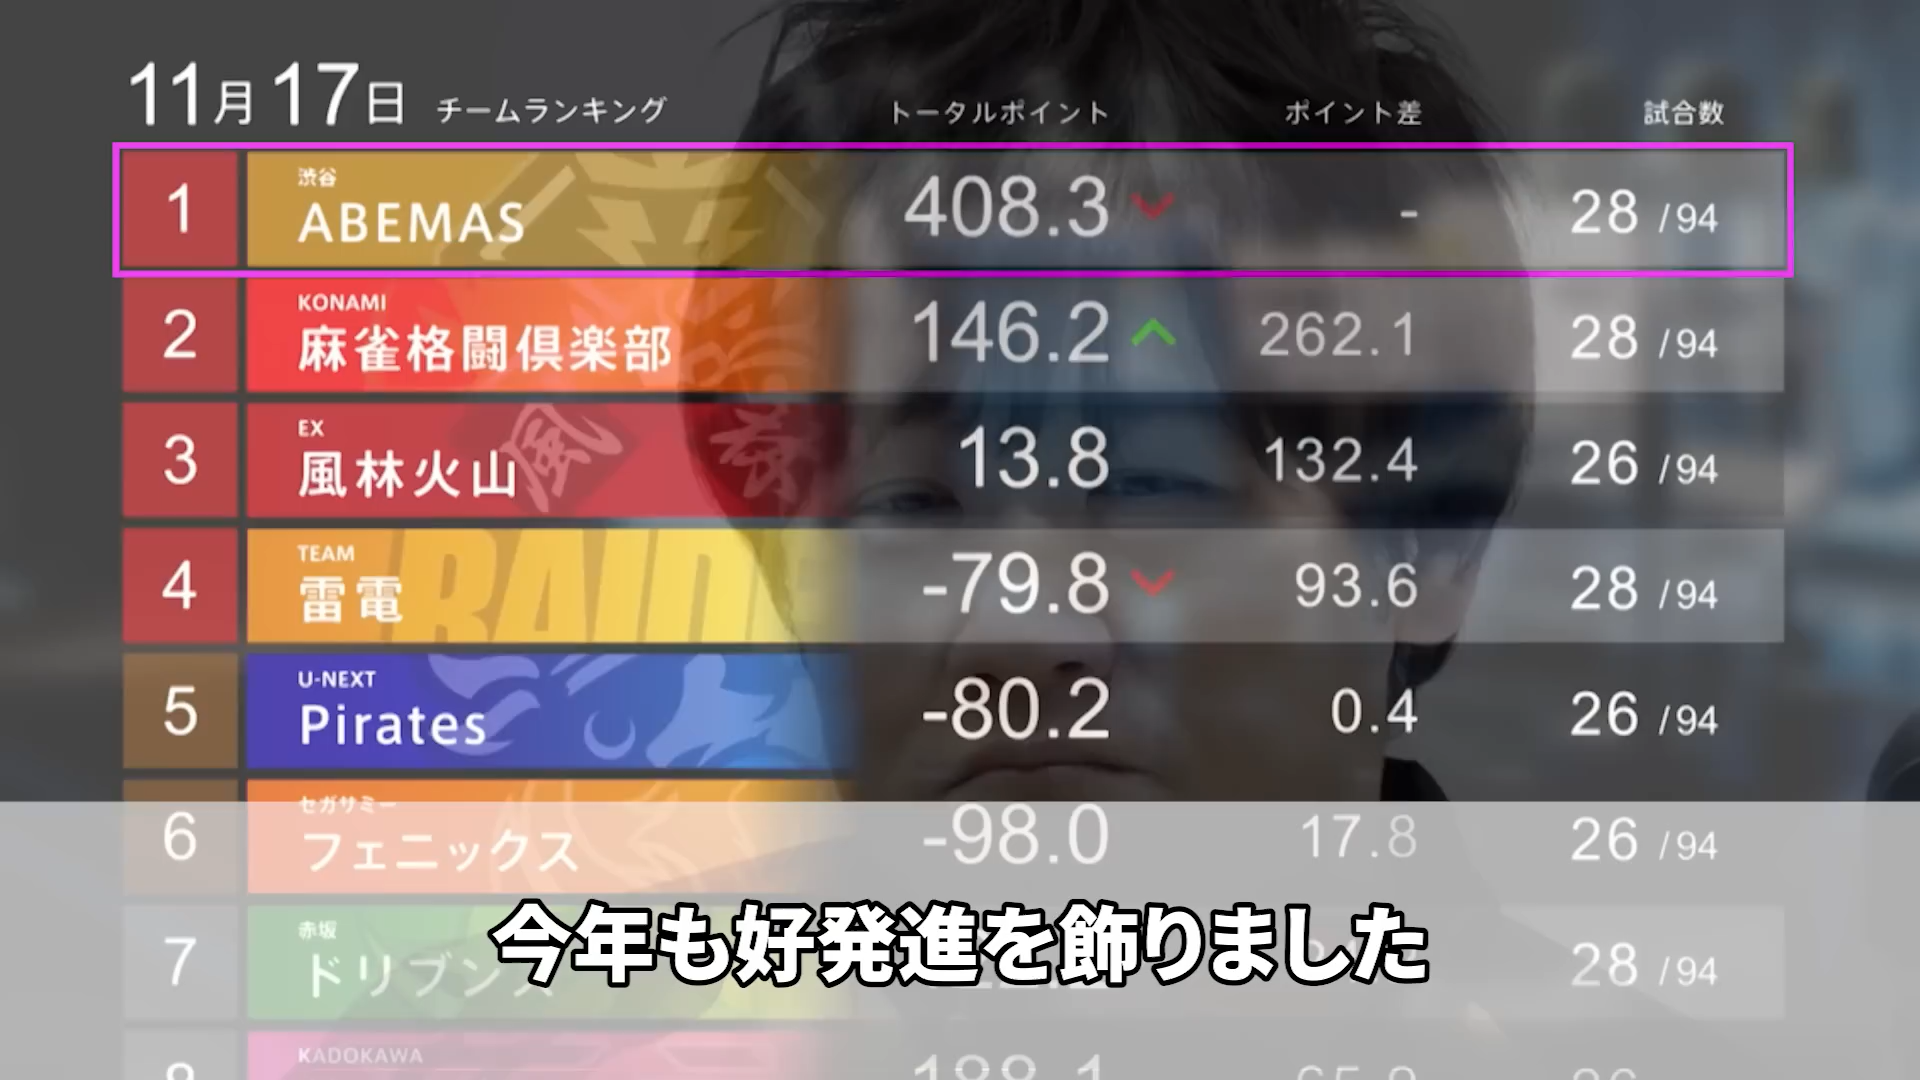 11月17日 チームランキング トータルポイント ポイント差 試合数
渋谷
1 ABEMAS 408.3 - 28 /94
KONAMI
2 麻雀格闘倶楽部 146.2 262.1 28 /94
EX
3 風林火山 13.8 132.4 26 /94
TEAM
4 雷電 -79.8 93.6 28 /94
U-NEXT
5 Pirates -80.2 0.4 26 /94
セガサミー
6 フェニックス -98.0 17.8 26 /94
赤坂
7 ドリブンズ 28 /94
今年も好発進を飾りました
KADOKAWA